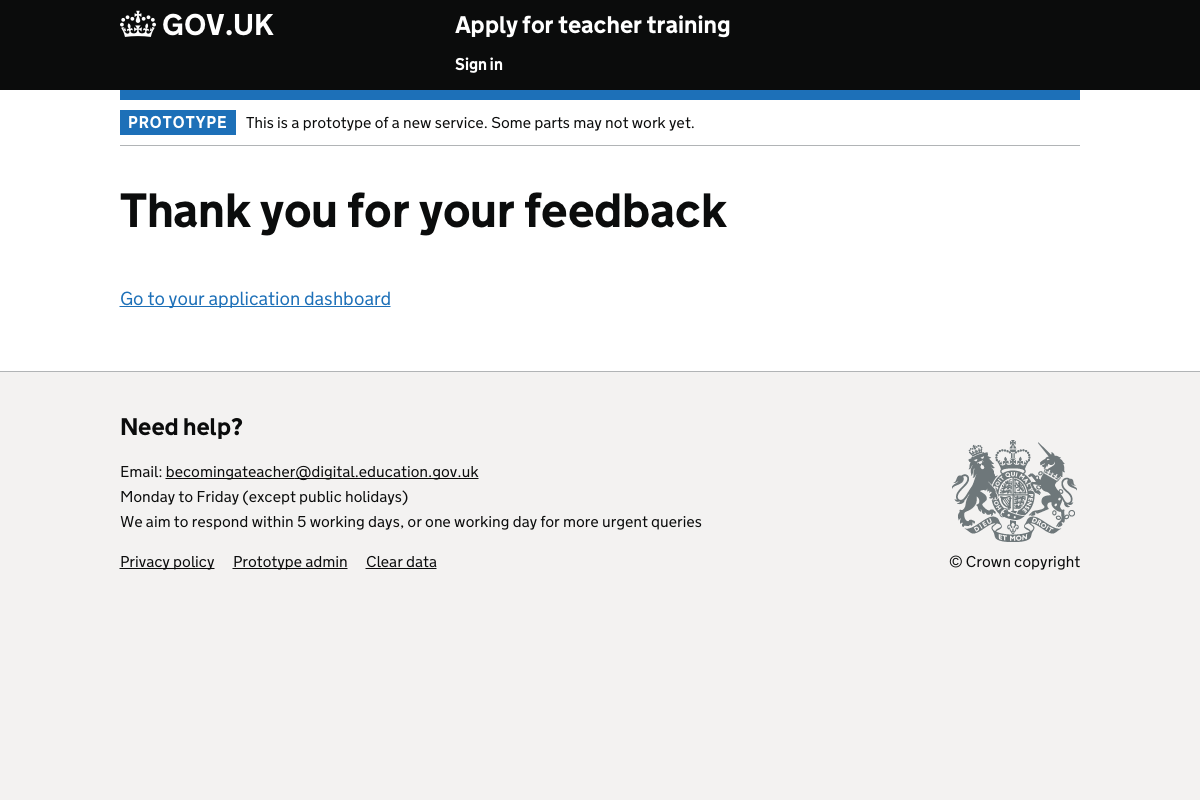 GOV.UK
Apply for teacher training
Sign in
PROTOTYPE This is a prototype of a new service. Some parts may not work yet.
Thank you for your feedback
Go to your application dashboard
Need help?
Email: becomingateacher@digital.education.gov.uk
Monday to Friday (except public holidays)
We aim to respond within 5 working days, or one working day for more urgent queries
Privacy policy Prototype admin Clear data
DIEU ET MON DROIT
© Crown copyright